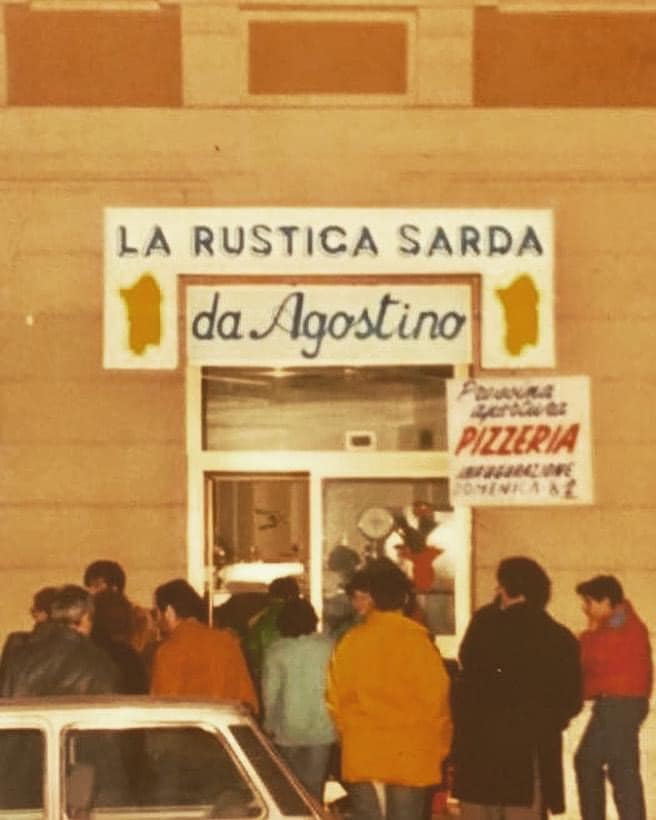 LA RUSTICA SARDA
da Agostino
Prossima
apertura
PIZZERIA
INAUGURAZIONE
DOMENICA